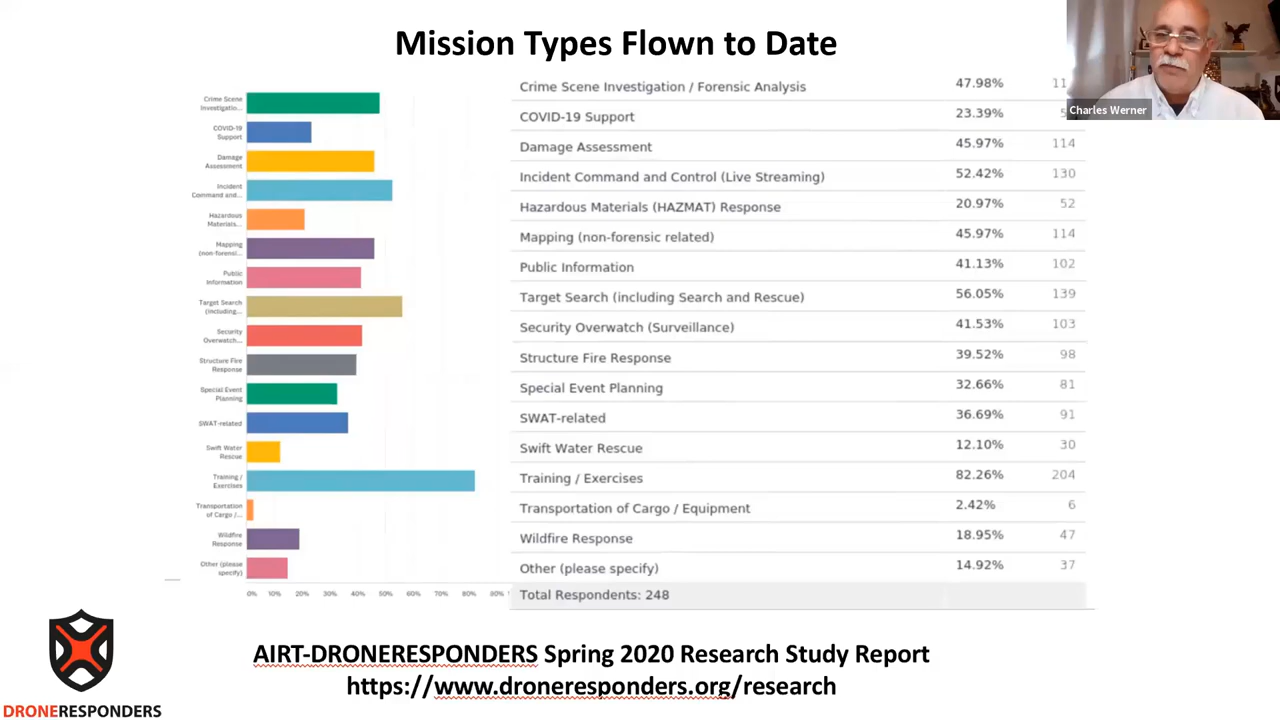 Mission Types Flown to Date
Charles Werner
Crime Scene
Investigatio...
COVID-19
Support
Damage
Assessment
Incident
Command and...
Hazardous
Materials...
Mapping
(non-forensi...
Public
Information
Target Search
(including...
Security
Overwatch...
Structure Fire
Response
Special Event
Planning
SWAT-related
Swift Water
Rescue
Training /
Exercises
Transportation
of Cargo /...
Wildfire
Response
Other (please
specify)
0% 10% 20% 30% 40% 50% 60% 70% 80% 90%
Crime Scene Investigation / Forensic Analysis 47.98%
COVID-19 Support 23.39%
Damage Assessment 45.97% 114
Incident Command and Control (Live Streaming) 52.42% 130
Hazardous Materials (HAZMAT) Response 20.97% 52
Mapping (non-forensic related) 45.97% 114
Public Information 41.13% 102
Target Search (including Search and Rescue) 56.05% 139
Security Overwatch (Surveillance) 41.53% 103
Structure Fire Response 39.52% 98
Special Event Planning 32.66% 81
SWAT-related 36.69% 91
Swift Water Rescue 12.10% 30
Training / Exercises 82.26% 204
Transportation of Cargo / Equipment 2.42% 6
Wildfire Response 18.95% 47
Other (please specify) 14.92% 37
Total Respondents: 248
AIRT-DRONERESPONDERS Spring 2020 Research Study Report
https://www.droneresponders.org/research
DRONERESPONDERS